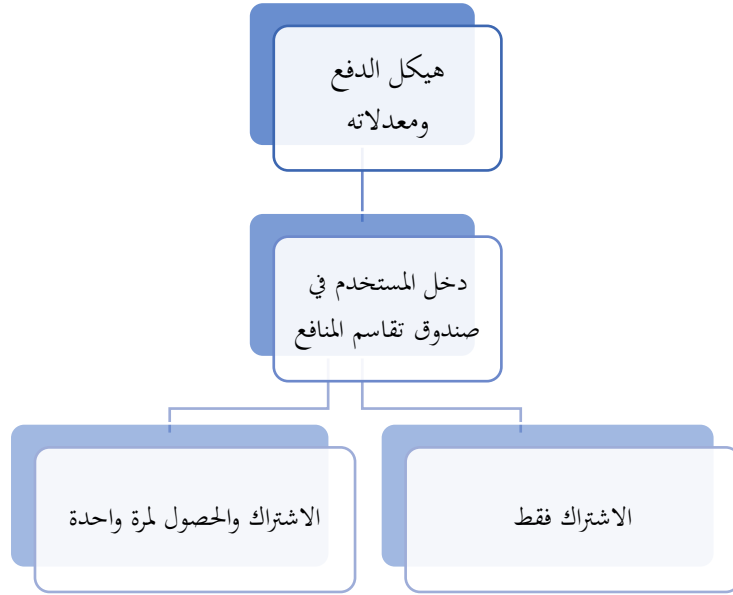 هيكل الدفع
ومعدلاته
دخل المستخدم في
صندوق تقاسم المنافع
الاشتراك فقط
الاشتراك والحصول لمرة واحدة